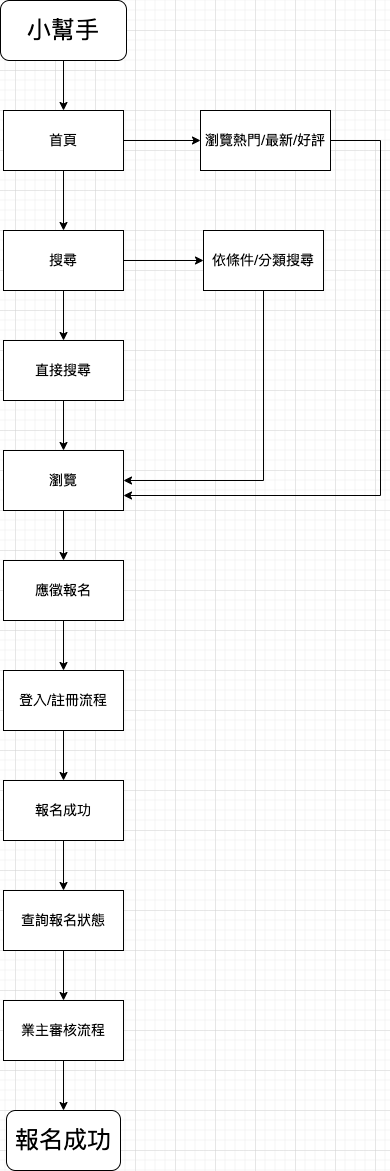 小幫手
首頁
瀏覽熱門/最新/好評
搜尋
依條件/分類搜尋
直接搜尋
瀏覽
應徵報名
登入/註冊流程
報名成功
查詢報名狀態
業主審核流程
報名成功